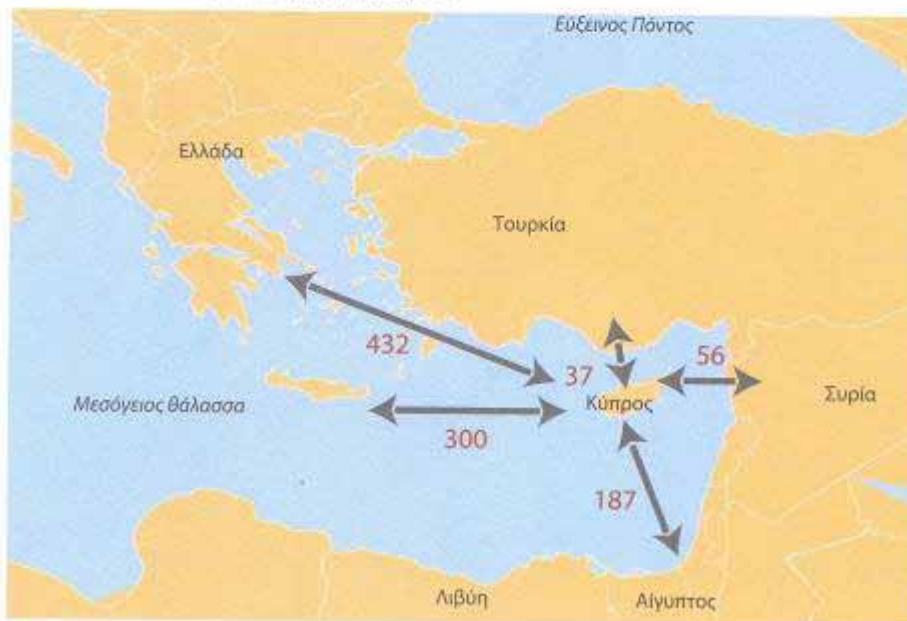 Εύξεινος Πόντος
Ελλάδα
Τουρκία
432
37
56
Μεσόγειος θάλασσα
Κύπρος
Συρία
300
187
Λιβύη
Αίγυπτος